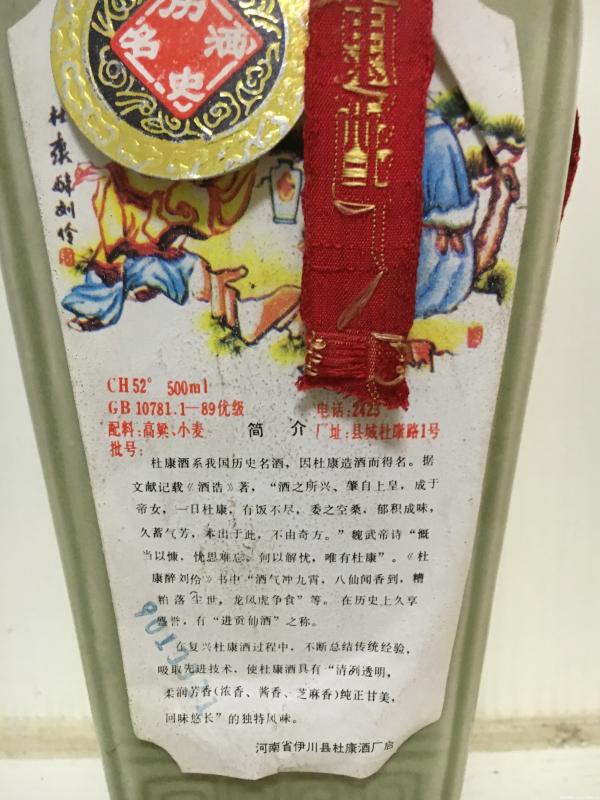 名 酒
史
杜康醉刘伶
CH 52° 500ml
GB 10781.1—89优级
电话:2423
配料:高粱、小麦
简介
厂址:县城杜康路1号
批号:
杜康酒系我国历史名酒，因杜康造酒而得名。据
文献记载《酒浩》著，“酒之所兴、肇自上皇，成于
帝女，一曰杜康，有饭不尽，委之空桑，郁积成味，
久蓄气芳，本出于此，不由奇方。”魏武帝诗“慨
当以慷，忧思难忘，何以解忧，唯有杜康”。《杜
康醉刘伶》书中“酒气冲九霄，八仙闻香到，糟
粕落尘世，龙凤虎争食”等。在历史上久享
盛誉，有“进贡仙酒”之称。
在复兴杜康酒过程中，不断总结传统经验，
吸取先进技术，使杜康酒具有“清冽透明，
柔润芳香(浓香、酱香、芝麻香)纯正甘美，
回味悠长”的独特风味。
河南省伊川县杜康酒厂启